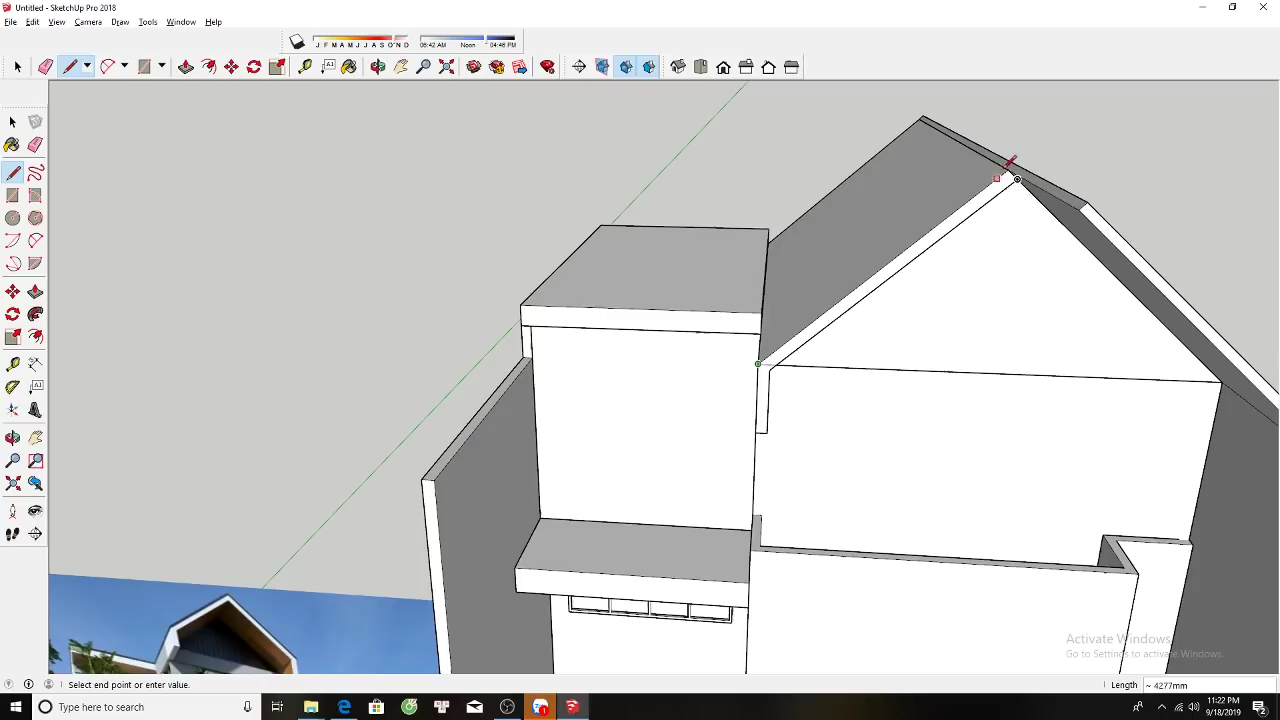 Untitled - SketchUp Pro 2018
File Edit View Camera Draw Tools Window Help
J F M A M J J A S O N D 06:42 AM Noon 04:46 PM
A1
A1
Activate Windows
Go to Settings to activate Windows.
Select end point or enter value. Length ~ 4277mm
Type here to search
11:22 PM
9/18/2019